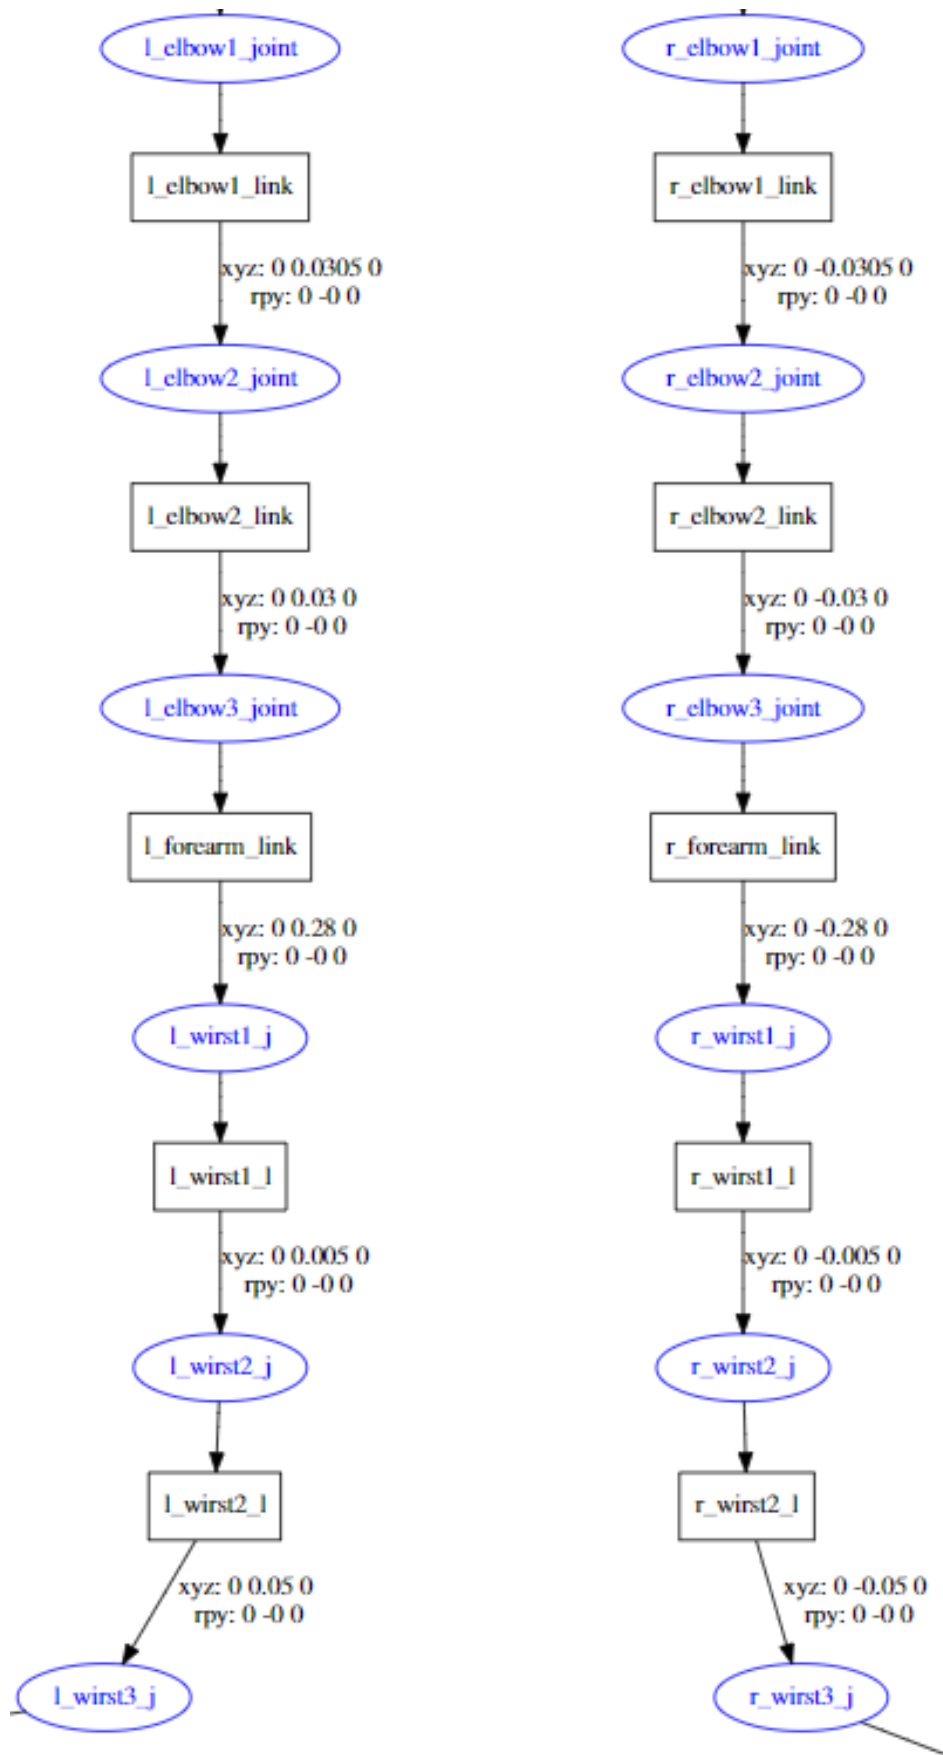 l_elbow1_joint
r_elbow1_joint
l_elbow1_link
r_elbow1_link
xyz: 0 0.0305 0
rpy: 0 -0 0
xyz: 0 -0.0305 0
rpy: 0 -0 0
l_elbow2_joint
r_elbow2_joint
l_elbow2_link
r_elbow2_link
xyz: 0 0.03 0
rpy: 0 -0 0
xyz: 0 -0.03 0
rpy: 0 -0 0
l_elbow3_joint
r_elbow3_joint
l_forearm_link
r_forearm_link
xyz: 0 0.28 0
rpy: 0 -0 0
xyz: 0 -0.28 0
rpy: 0 -0 0
l_wirst1_j
r_wirst1_j
l_wirst1_l
r_wirst1_l
xyz: 0 0.005 0
rpy: 0 -0 0
xyz: 0 -0.005 0
rpy: 0 -0 0
l_wirst2_j
r_wirst2_j
l_wirst2_l
r_wirst2_l
xyz: 0 0.05 0
rpy: 0 -0 0
xyz: 0 -0.05 0
rpy: 0 -0 0
l_wirst3_j
r_wirst3_j